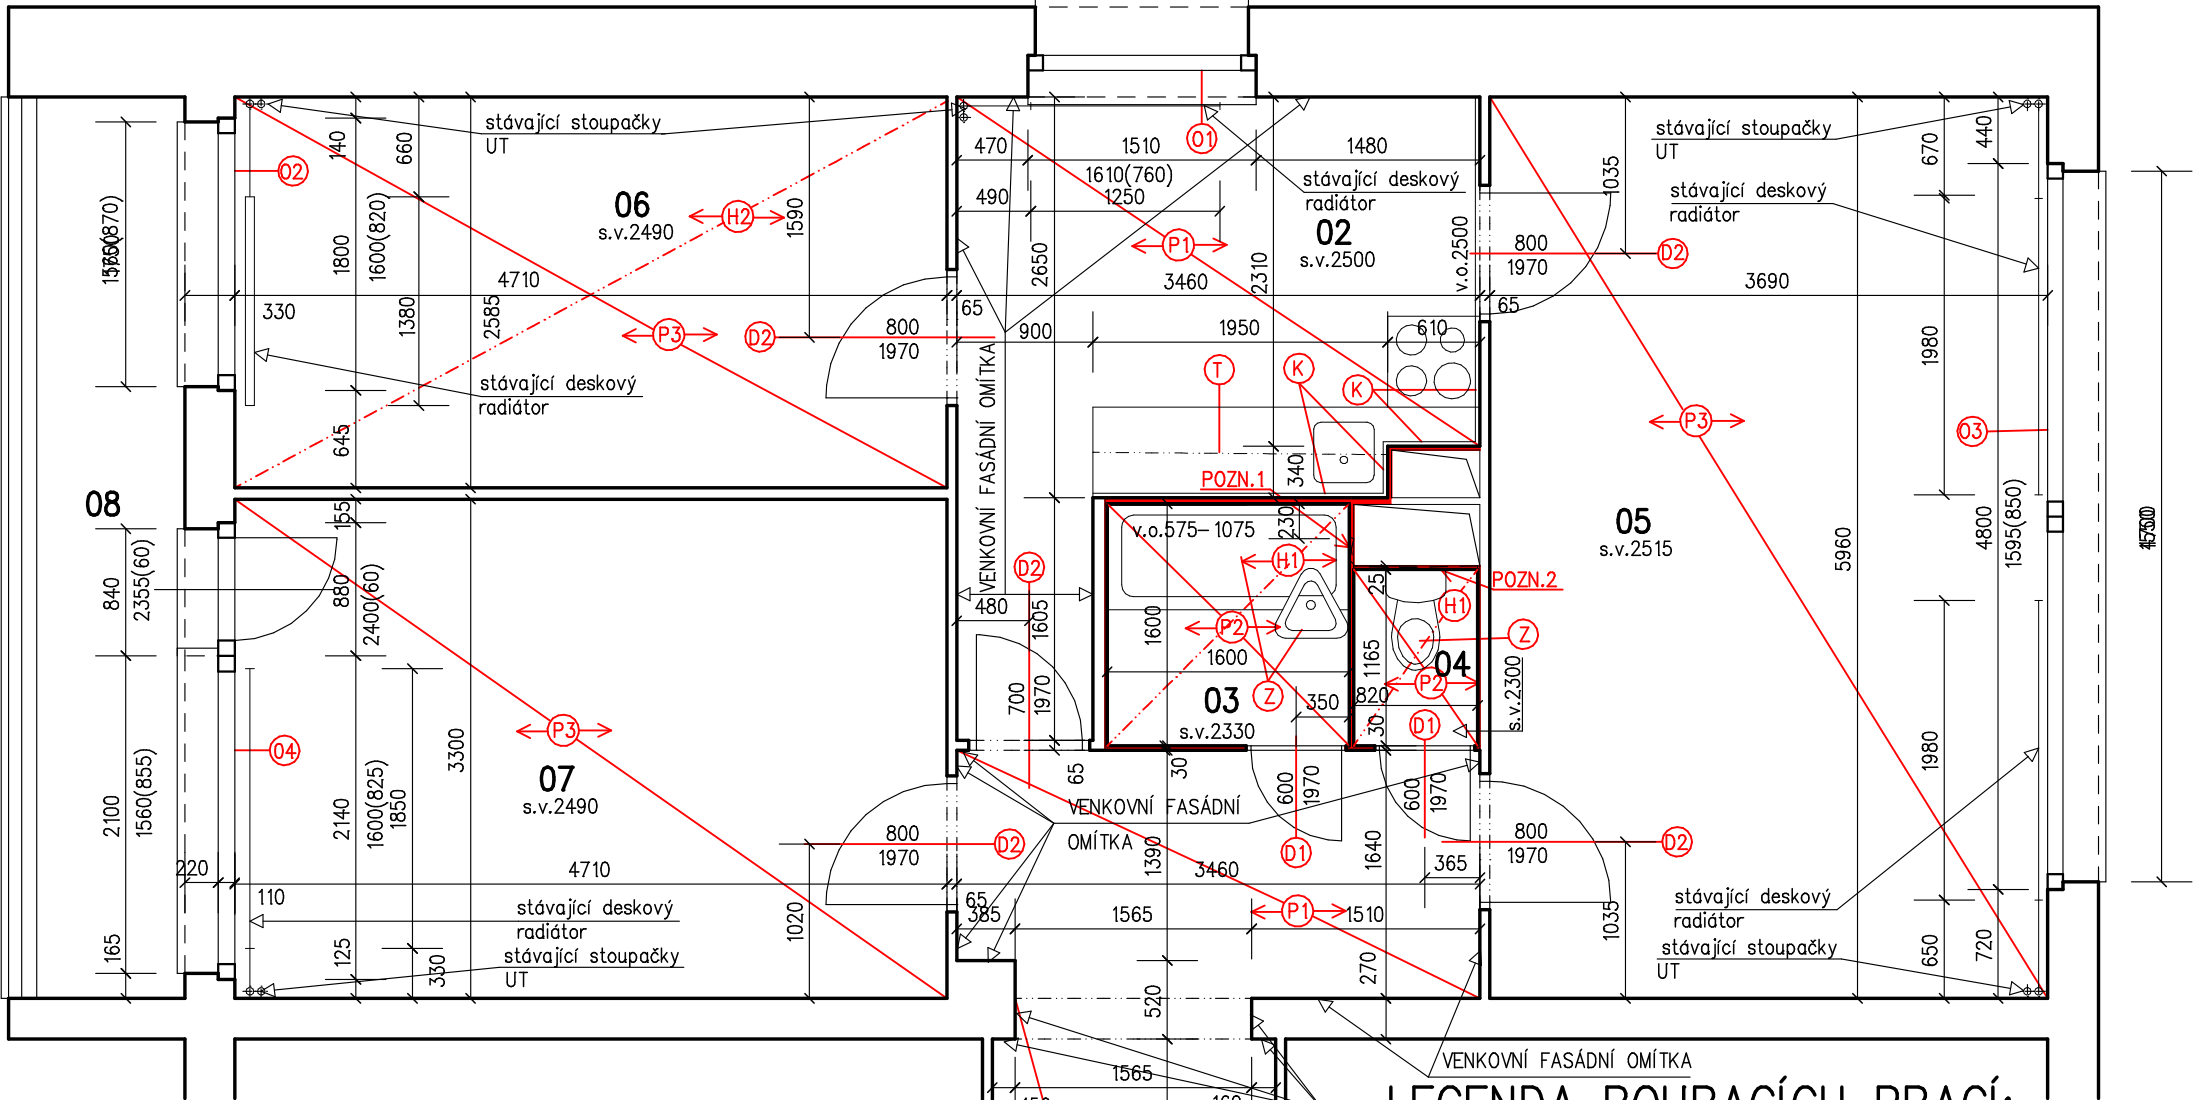 stávající stoupačky
UT
140
660
O2
06
s.v.2490
H2
1590
1800
1600(820)
1380
2585
4710
330
P3
D2
800
1970
65
stávající deskový
radiátor
645
470
1510
1480
1610(760)
1250
490
O1
stávající deskový
radiátor
02
s.v.2500
P1
2650
2310
v.o.2500
3460
900
1950
610
T
K
K
VENKOVNÍ FASÁDNÍ OMÍTKA
340
POZN.1
stávající stoupačky
UT
stávající deskový
radiátor
1035
670
440
800
1970
D2
65
3690
1980
P3
O3
05
s.v.2515
5960
4800
1595(850)
08
155
840
2355(60)
880
2400(60)
2100
1560(855)
O4
P3
3300
07
s.v.2490
2140
1600(825)
1850
220
110
4710
165
125
330
stávající deskový
radiátor
stávající stoupačky
UT
800
1970
D2
1020
65
385
D2
480
1605
700
1970
65
v.o.575-1075
230
H1
1600
P2
1600
03
s.v.2330
Z
350
30
25
POZN.2
H1
Z
1165
04
P2
820
30
D1
s.v.2300
VENKOVNÍ FASÁDNÍ
OMÍTKA
600
1970
D1
600
1970
1390
1640
3460
365
1565
P1
1510
270
520
800
1970
D2
1035
1980
stávající deskový
radiátor
stávající stoupačky
UT
650
720
VENKOVNÍ FASÁDNÍ OMÍTKA
1565
LEGENDA BOURACÍCH PRACÍ: